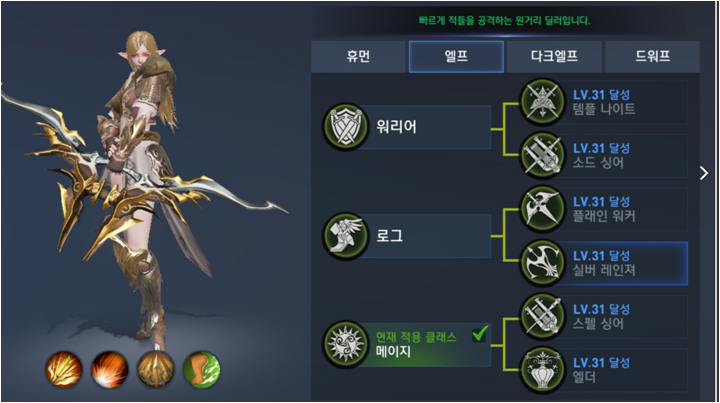 빠르게 적들을 공격하는 원거리 딜러입니다.
휴먼
엘프
다크엘프
드워프
워리어
LV.31 달성
템플 나이트
LV.31 달성
소드 싱어
로그
LV.31 달성
플래인 워커
LV.31 달성
실버 레인져
현재 적용 클래스
메이지
LV.31 달성
스펠 싱어
LV.31 달성
엘더